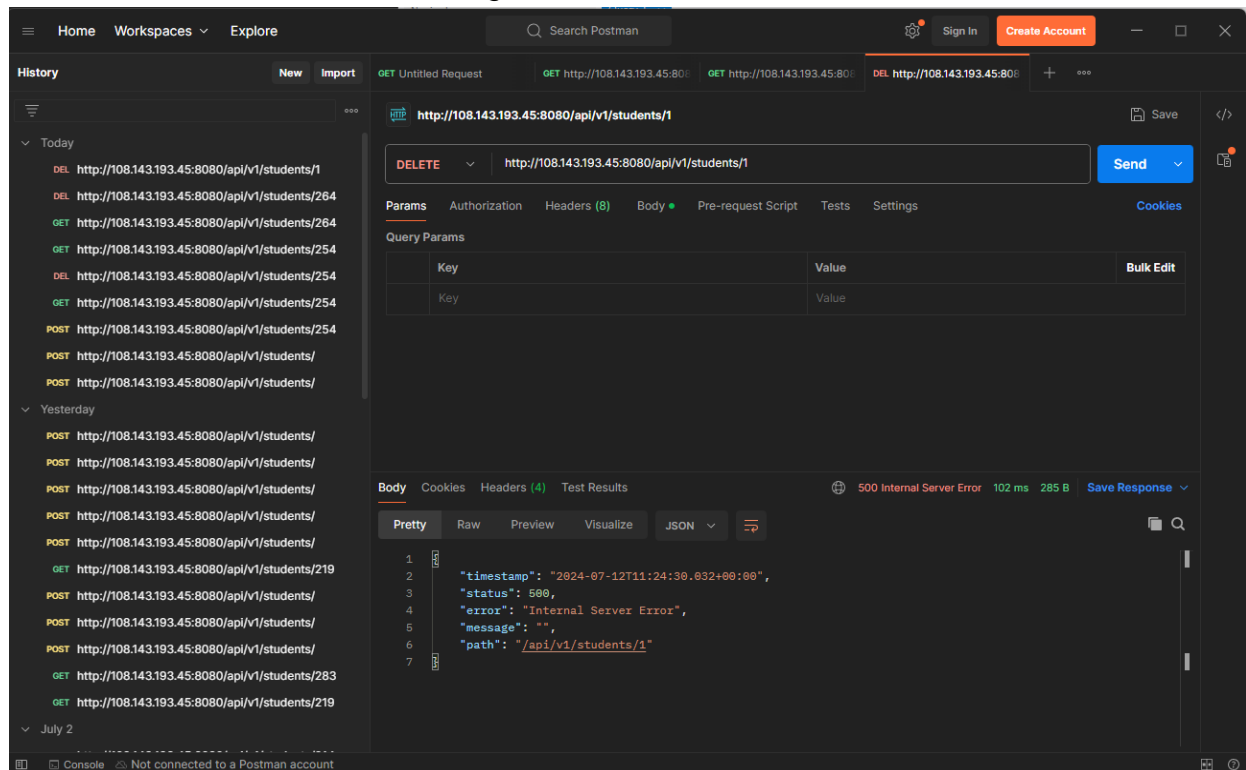 Home Workspaces Explore Search Postman Sign In Create Account
History New Import
GET Untitled Request GET http://108.143.193.45:808 GET http://108.143.193.45:808 DEL http://108.143.193.45:808
HTTP http://108.143.193.45:8080/api/v1/students/1 Save
Today
DEL http://108.143.193.45:8080/api/v1/students/1
DEL http://108.143.193.45:8080/api/v1/students/264
GET http://108.143.193.45:8080/api/v1/students/264
GET http://108.143.193.45:8080/api/v1/students/254
DEL http://108.143.193.45:8080/api/v1/students/254
GET http://108.143.193.45:8080/api/v1/students/254
POST http://108.143.193.45:8080/api/v1/students/254
POST http://108.143.193.45:8080/api/v1/students/
POST http://108.143.193.45:8080/api/v1/students/
Yesterday
POST http://108.143.193.45:8080/api/v1/students/
POST http://108.143.193.45:8080/api/v1/students/
POST http://108.143.193.45:8080/api/v1/students/
POST http://108.143.193.45:8080/api/v1/students/
POST http://108.143.193.45:8080/api/v1/students/
GET http://108.143.193.45:8080/api/v1/students/219
POST http://108.143.193.45:8080/api/v1/students/
POST http://108.143.193.45:8080/api/v1/students/
POST http://108.143.193.45:8080/api/v1/students/
GET http://108.143.193.45:8080/api/v1/students/283
GET http://108.143.193.45:8080/api/v1/students/219
July 2
DELETE http://108.143.193.45:8080/api/v1/students/1 Send
Params Authorization Headers (8) Body Pre-request Script Tests Settings Cookies
Query Params
Key Value Bulk Edit
Key Value
Body Cookies Headers (4) Test Results 500 Internal Server Error 102 ms 285 B Save Response
Pretty Raw Preview Visualize JSON
1 {
2 "timestamp": "2024-07-12T11:24:30.032+00:00",
3 "status": 500,
4 "error": "Internal Server Error",
5 "message": "",
6 "path": "/api/v1/students/1"
7 }
Console Not connected to a Postman account